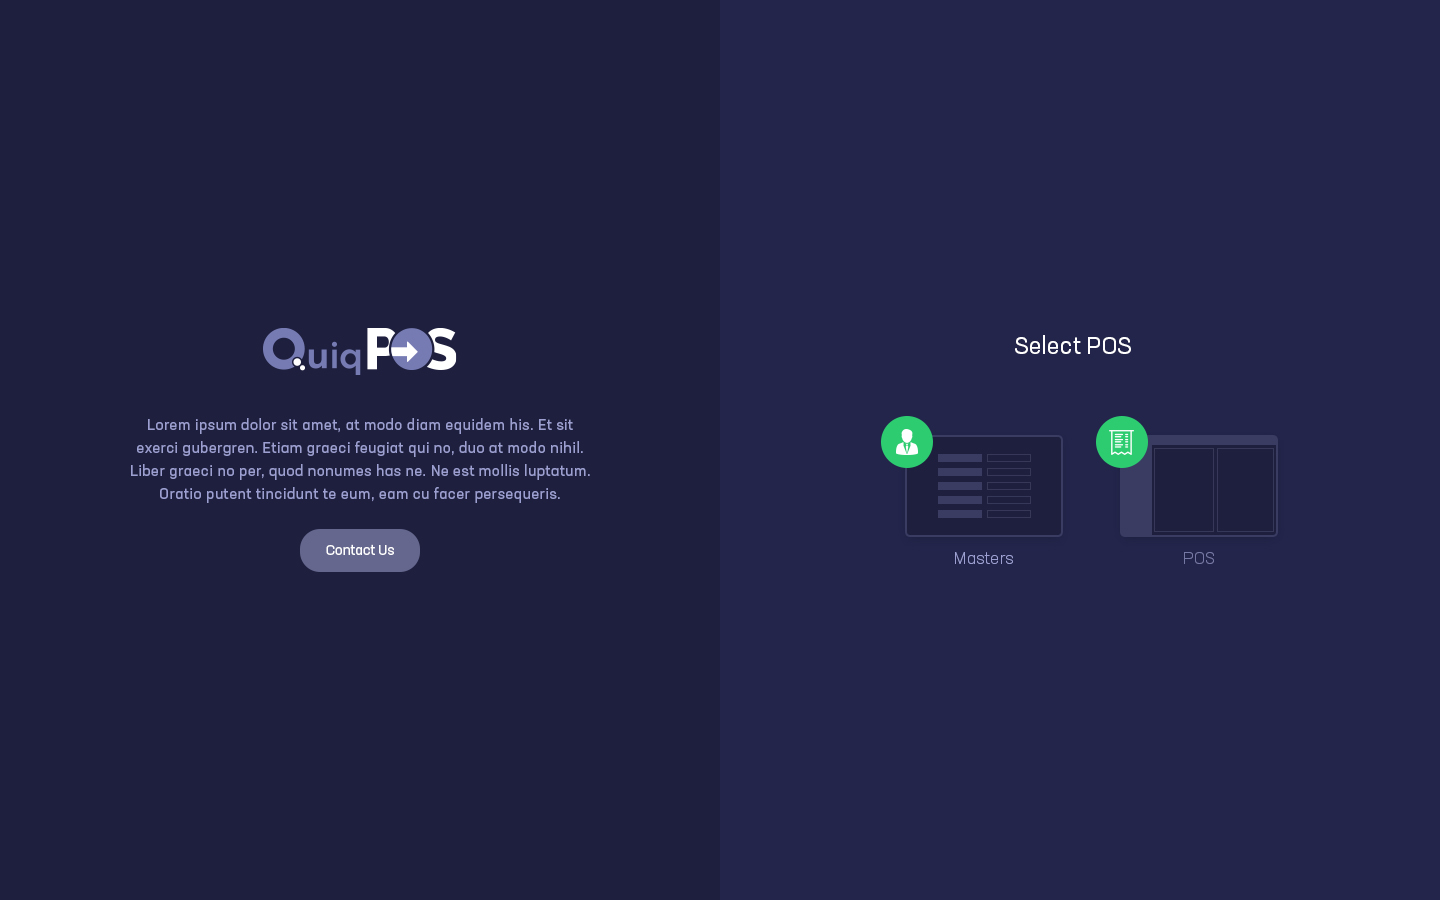 QuiqPOS
Lorem ipsum dolor sit amet, at modo diam equidem his. Et sit
exerci gubergren. Etiam graeci feugiat qui no, duo at modo nihil.
Liber graeci no per, quod nonumes has ne. Ne est mollis luptatum.
Oratio putent tincidunt te eum, eam cu facer persequeris.
Contact Us
Select POS
Masters
POS